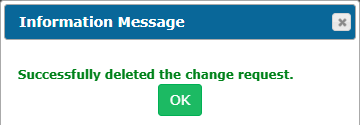 Information Message
Successfully deleted the change request.
OK